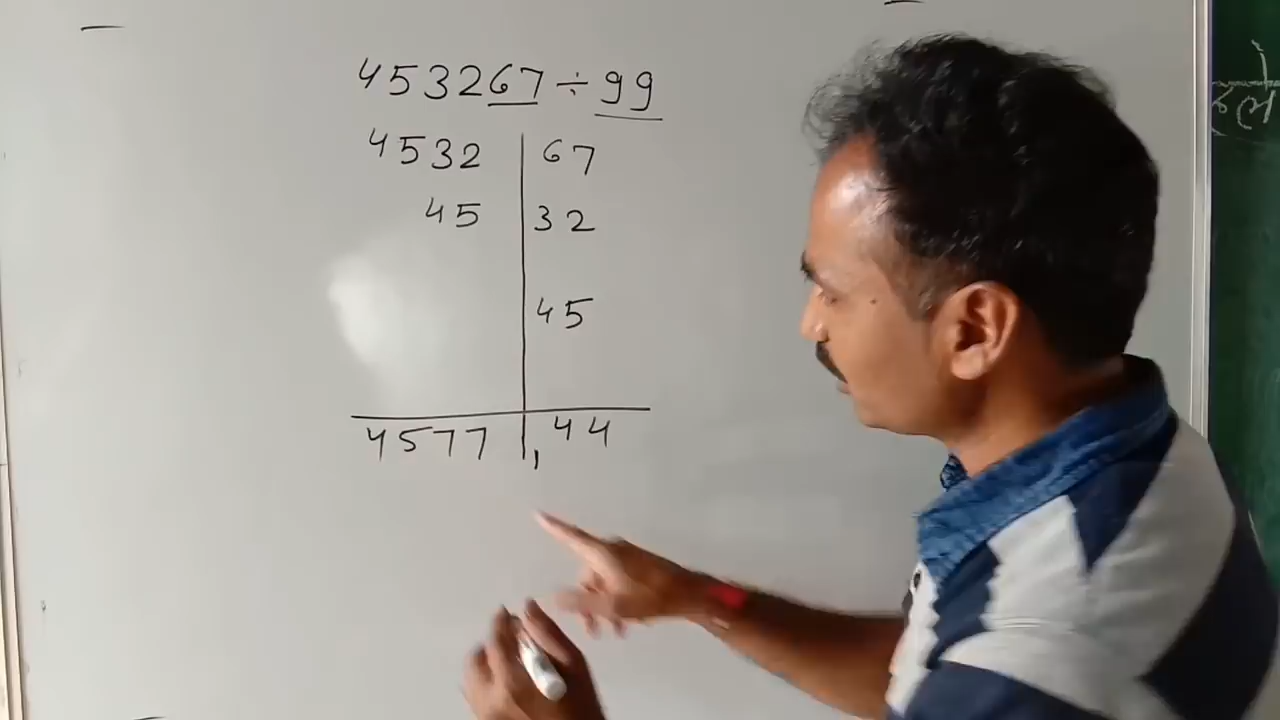 453267 ÷ 99
4532 | 67
45 | 32
45
4577 | , 44